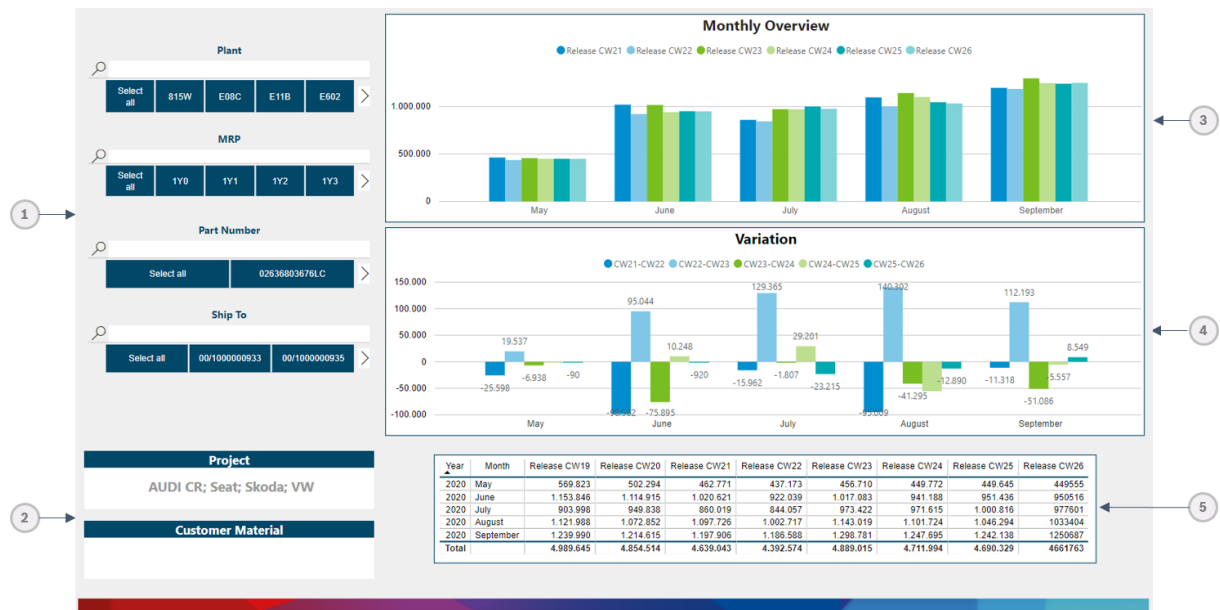 1
Plant
Select all 815W E08C E11B E602
MRP
Select all 1Y0 1Y1 1Y2 1Y3
Part Number
Select all 02636803676LC
Ship To
Select all 00/1000000933 00/1000000935
2
Project
AUDI CR; Seat; Skoda; VW
Customer Material
Monthly Overview
Release CW21 Release CW22 Release CW23 Release CW24 Release CW25 Release CW26
1.000.000
500.000
0
May June July August September
3
Variation
CW21-CW22 CW22-CW23 CW23-CW24 CW24-CW25 CW25-CW26
150.000
100.000
50.000
0
-50.000
-100.000
19.537 95.044 129.365 140.302 112.193
10.248 29.201 8.549
-25.598 -6.938 -90 -75.895 -920 -15.962 -1.807 -23.215 -41.295 -12.890 -11.318 -51.086 -5.557
May June July August September
4
Year Month Release CW19 Release CW20 Release CW21 Release CW22 Release CW23 Release CW24 Release CW25 Release CW26
2020 May 569.823 502.294 462.771 437.173 456.710 449.772 449.645 449555
2020 June 1.153.846 1.114.915 1.020.621 922.039 1.017.083 941.188 951.436 950516
2020 July 903.998 949.838 860.019 844.057 973.422 971.615 1.000.816 977601
2020 August 1.121.988 1.072.852 1.097.726 1.002.717 1.143.019 1.101.724 1.046.294 1033404
2020 September 1.239.990 1.214.615 1.197.906 1.186.588 1.298.781 1.247.695 1.242.138 1250687
Total 4.989.645 4.854.514 4.639.043 4.392.574 4.889.015 4.711.994 4.690.329 4661763
5